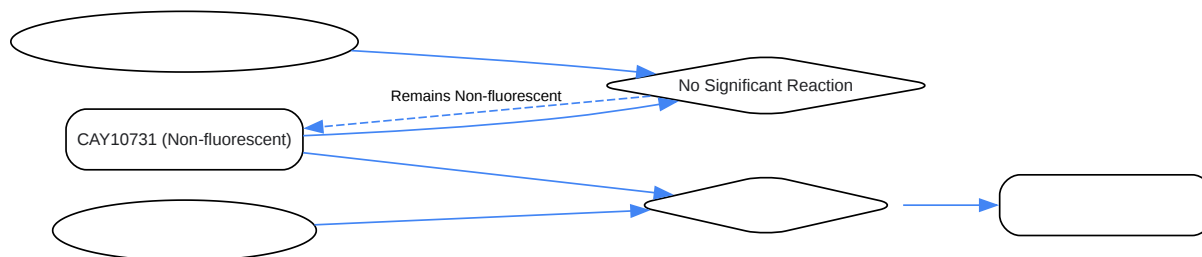 No Significant Reaction
Remains Non-fluorescent
CAY10731 (Non-fluorescent)